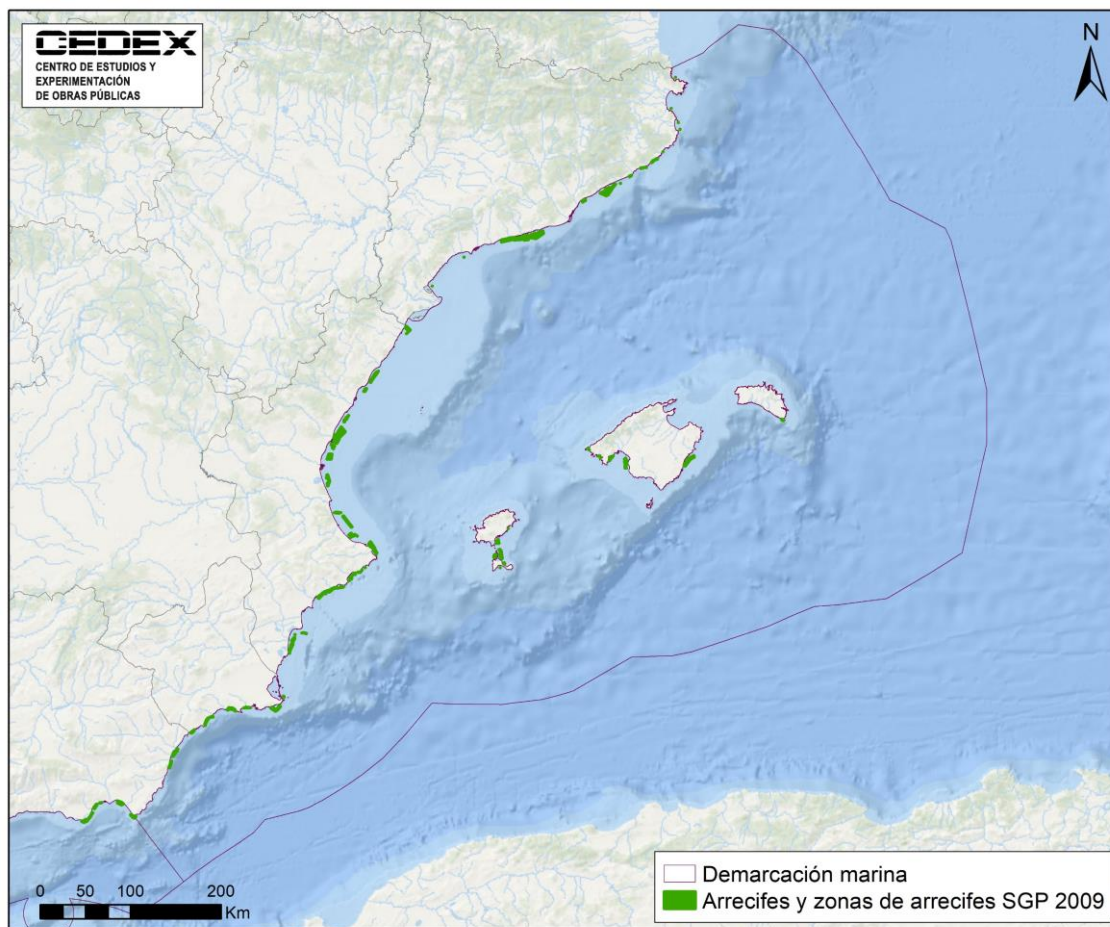 CEDEX
CENTRO DE ESTUDIOS Y
EXPERIMENTACIÓN
DE OBRAS PÚBLICAS
N
0 50 100 200
Km
Demarcación marina
Arrecifes y zonas de arrecifes SGP 2009